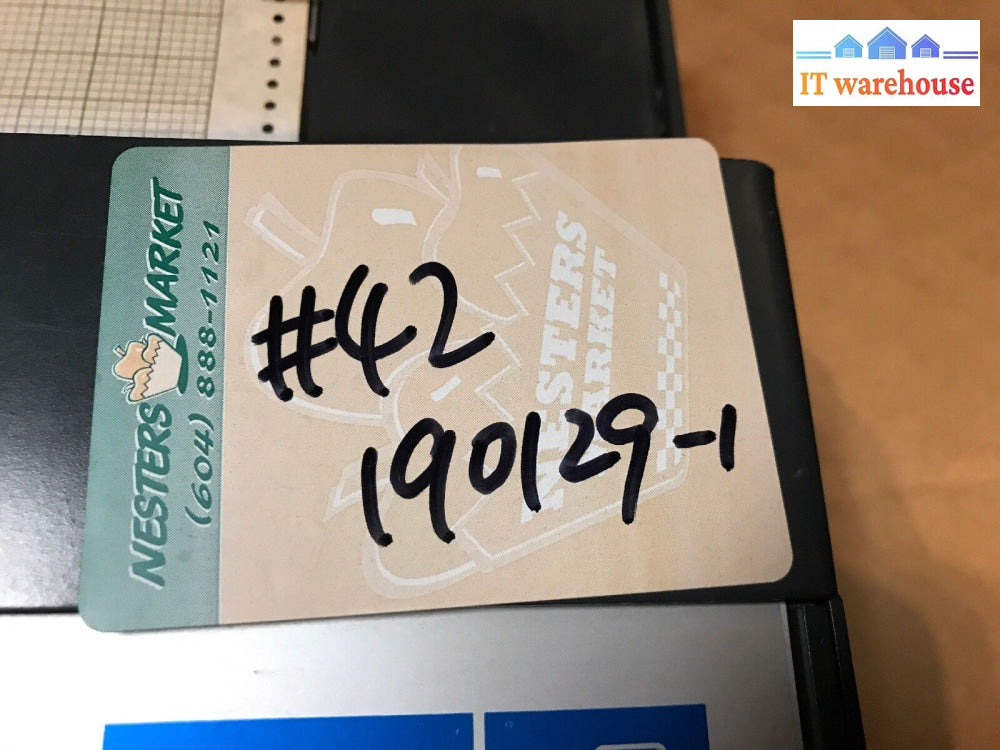 IT warehouse
NESTERS MARKET
(604) 888-1121
NESTERS
MARKET
#42
190129-1